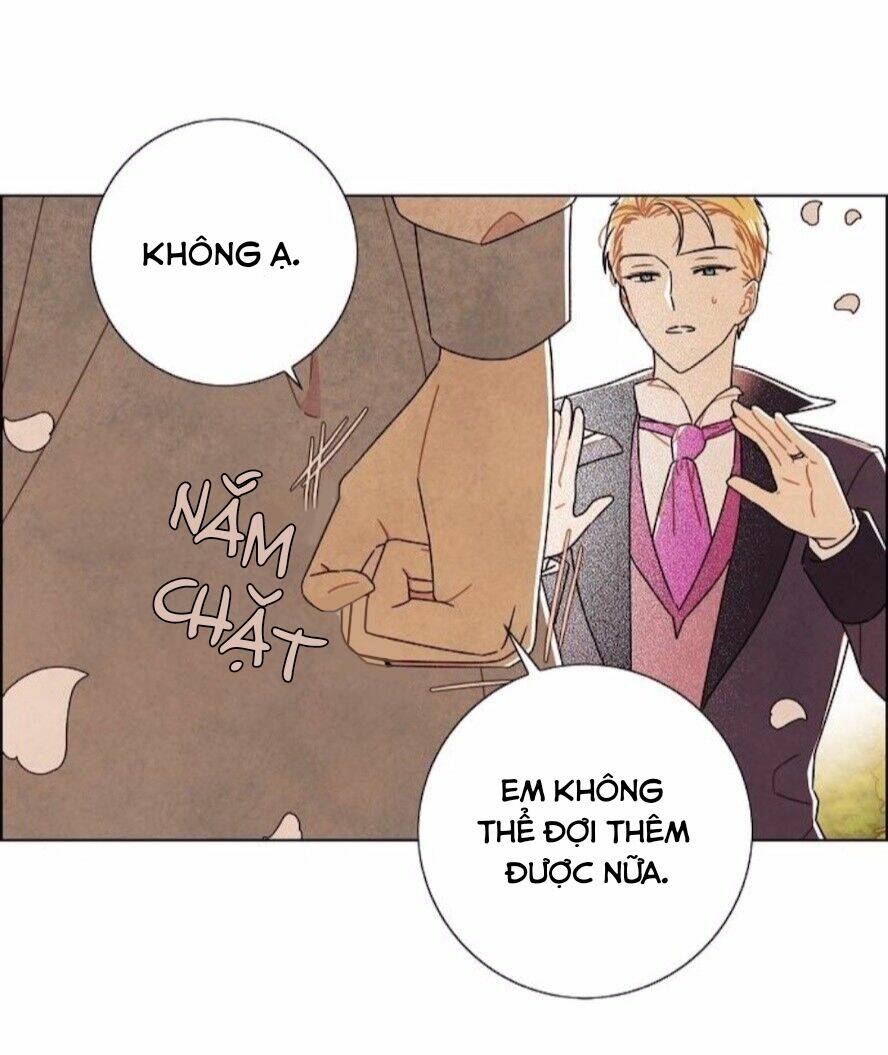 KHÔNG Ạ.
NẮM
CHẶT
EM KHÔNG
THỂ ĐỢI THÊM
ĐƯỢC NỮA.